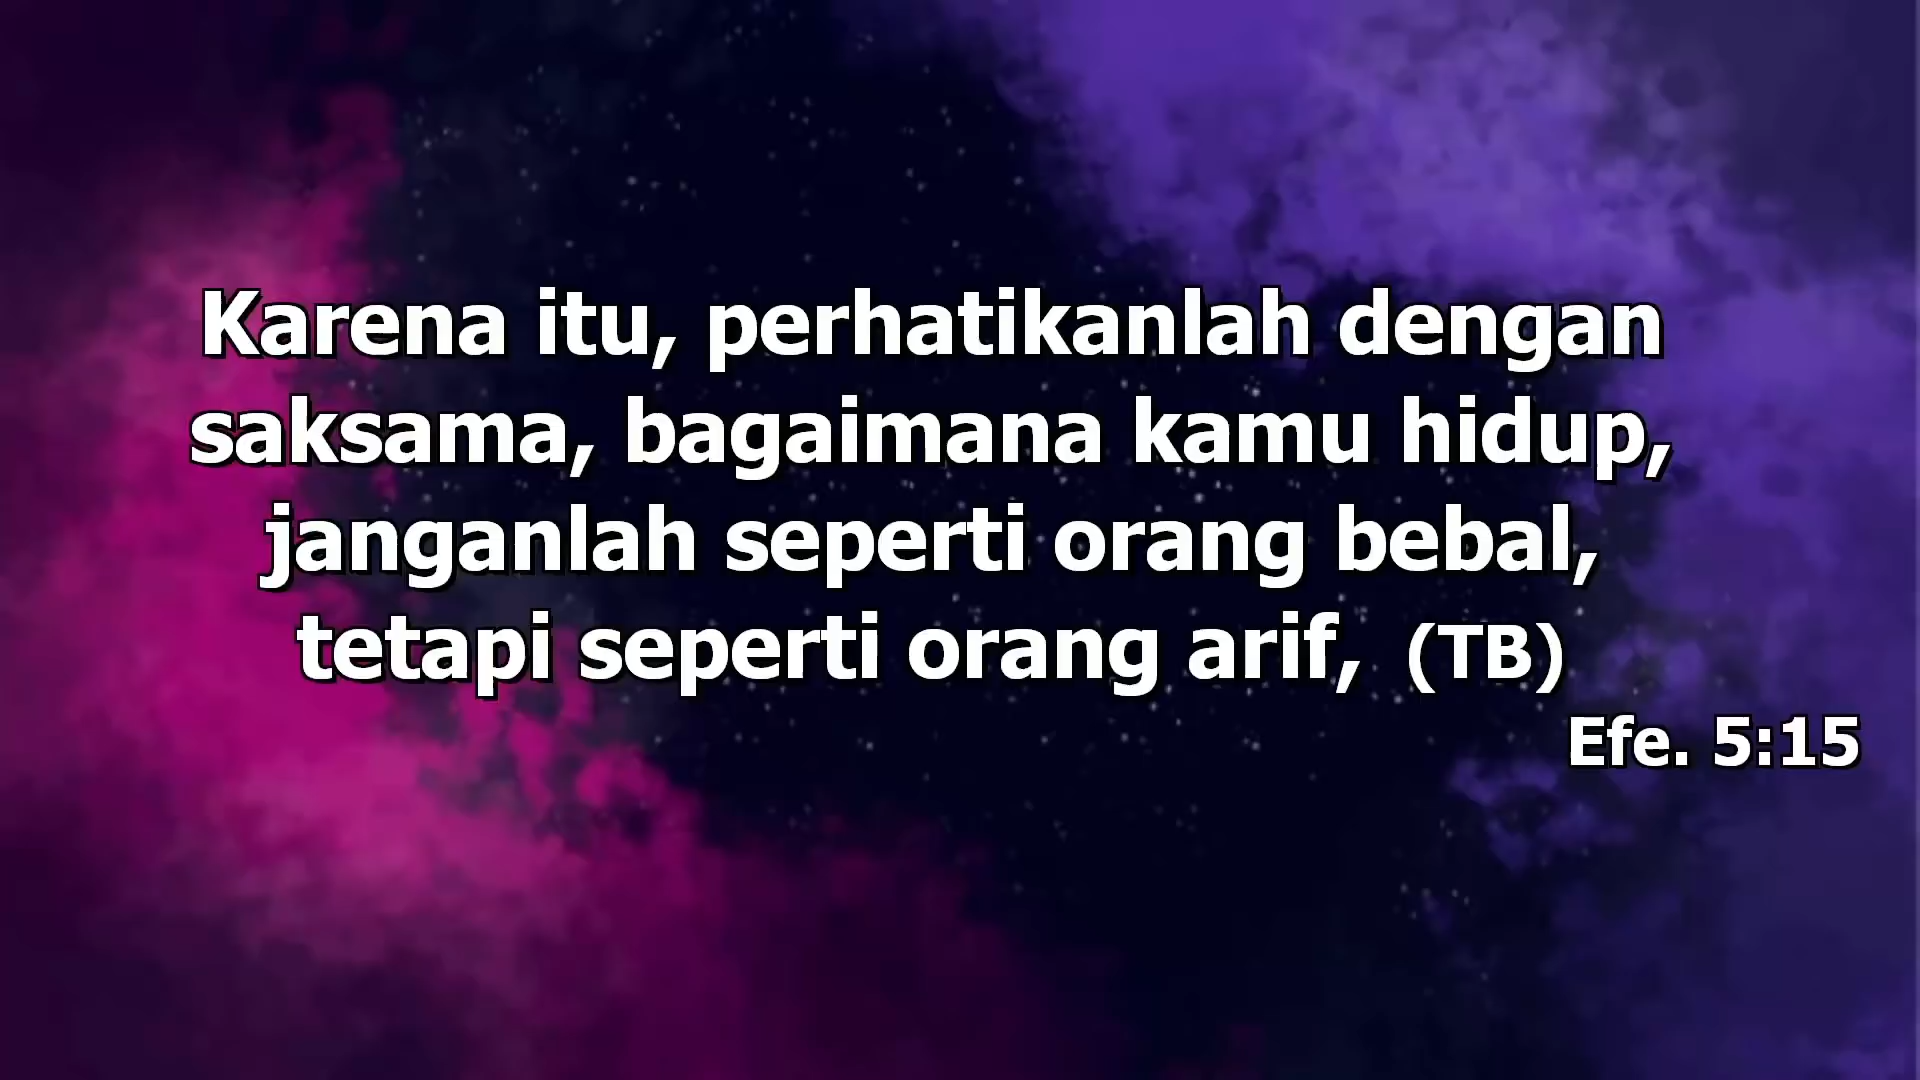 Karena itu, perhatikanlah dengan
saksama, bagaimana kamu hidup,
janganlah seperti orang bebal,
tetapi seperti orang arif, (TB)
Efe. 5:15